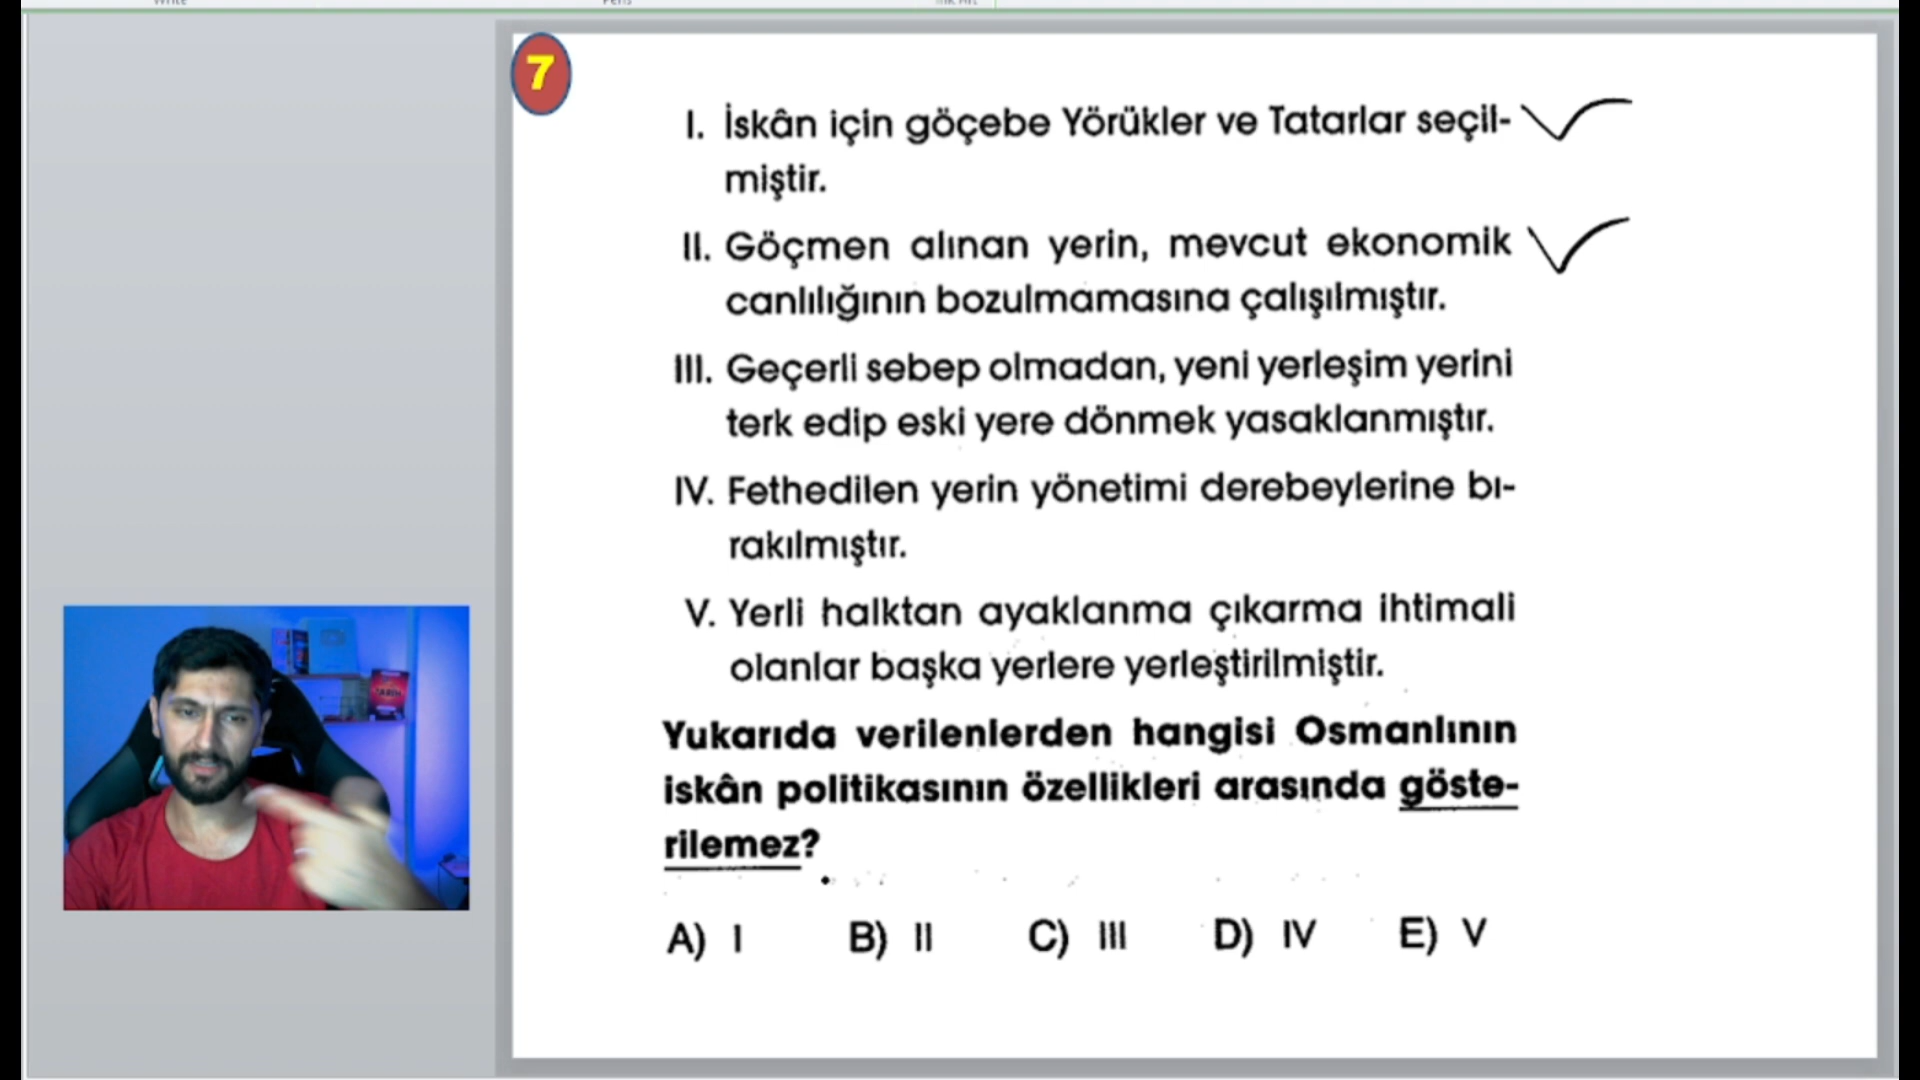 7
I. İskân için göçebe Yörükler ve Tatarlar seçil-
miştir.
II. Göçmen alınan yerin, mevcut ekonomik
canlılığının bozulmamasına çalışılmıştır.
III. Geçerli sebep olmadan, yeni yerleşim yerini
terk edip eski yere dönmek yasaklanmıştır.
IV. Fethedilen yerin yönetimi derebeylerine bı-
rakılmıştır.
V. Yerli halktan ayaklanma çıkarma ihtimali
olanlar başka yerlere yerleştirilmiştir.
Yukarıda verilenlerden hangisi Osmanlının
iskân politikasının özellikleri arasında göste-
rilemez?
A) I B) II C) III D) IV E) V
TARİH